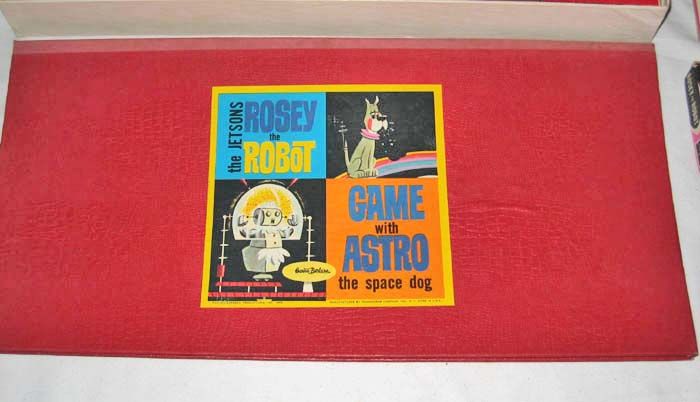 the JETSONS
ROSEY
the
ROBOT
GAME
with
ASTRO
the space dog
Hanna Barbera